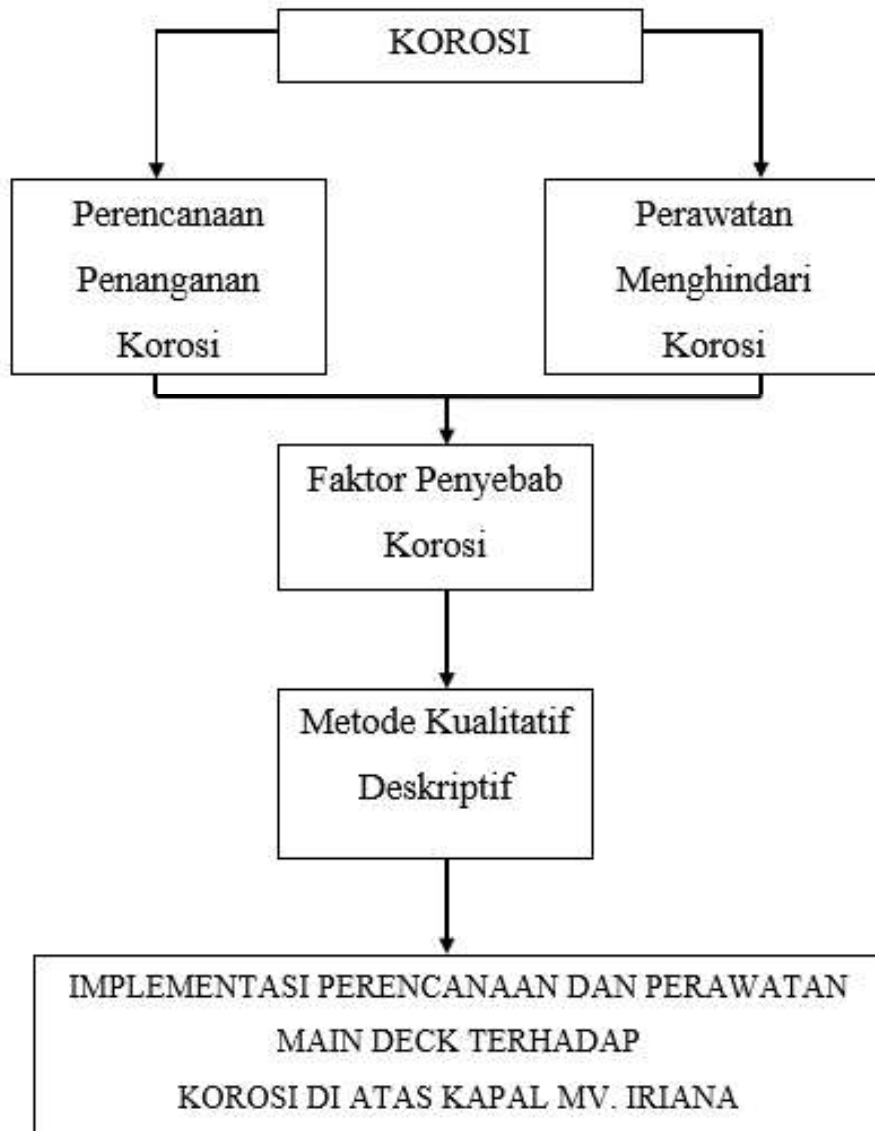 KOROSI
Perencanaan
Penanganan
Korosi
Perawatan
Menghindari
Korosi
Faktor Penyebab
Korosi
Metode Kualitatif
Deskriptif
IMPLEMENTASI PERENCANAAN DAN PERAWATAN
MAIN DECK TERHADAP
KOROSI DI ATAS KAPAL MV. IRIANA